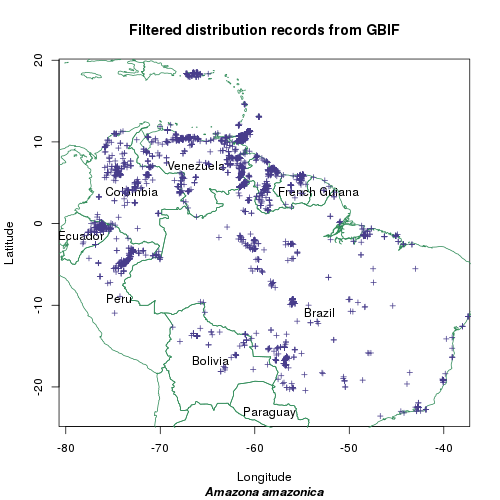 Filtered distribution records from GBIF
20
10
0
-10
-20
Latitude
Venezuela
Colombia
French Guiana
Ecuador
Peru
Brazil
Bolivia
Paraguay
-80 -70 -60 -50 -40
Longitude
Amazona amazonica